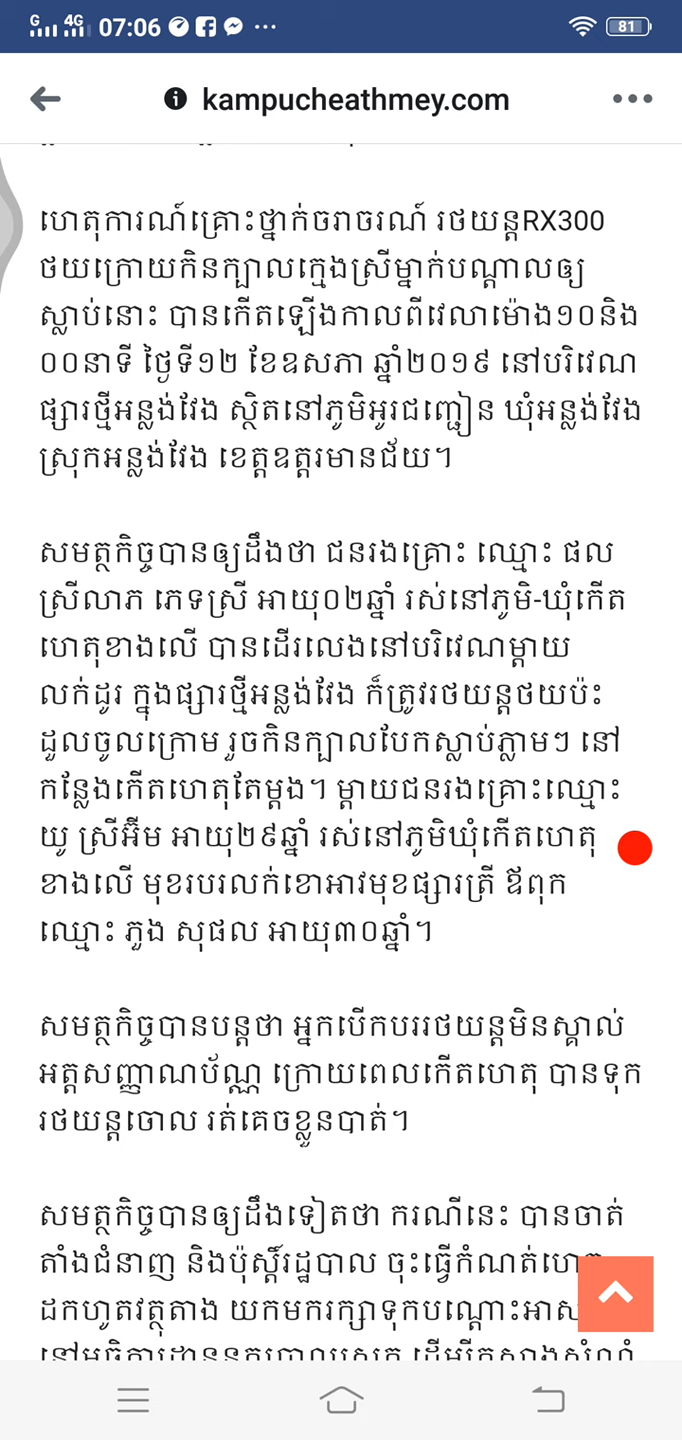 G 4G 07:06 81
kampucheathmey.com
ហេតុការណ៍គ្រោះថ្នាក់ចរាចរណ៍ រថយន្តRX300
ថយក្រោយកិនក្បាលក្មេងស្រីម្នាក់បណ្តាលឲ្យ
ស្លាប់នោះ បានកើតឡើងកាលពីវេលាម៉ោង១០និង
០០នាទី ថ្ងៃទី១២ ខែឧសភា ឆ្នាំ២០១៩ នៅបរិវេណ
ផ្សារថ្មីអន្លង់វែង ស្ថិតនៅភូមិអូរជញ្ជៀន ឃុំអន្លង់វែង
ស្រុកអន្លង់វែង ខេត្តឧត្តរមានជ័យ។
សមត្ថកិច្ចបានឲ្យដឹងថា ជនរងគ្រោះ ឈ្មោះ ផល
ស្រីលាភ ភេទស្រី អាយុ០២ឆ្នាំ រស់នៅភូមិ-ឃុំកើត
ហេតុខាងលើ បានដើរលេងនៅបរិវេណម្តាយ
លក់ដូរ ក្នុងផ្សារថ្មីអន្លង់វែង ក៏ត្រូវរថយន្តថយប៉ះ
ដួលចូលក្រោម រួចកិនក្បាលបែកស្លាប់ភ្លាមៗ នៅ
កន្លែងកើតហេតុតែម្តង។ ម្តាយជនរងគ្រោះឈ្មោះ
យូ ស្រីអ៊ីម អាយុ២៩ឆ្នាំ រស់នៅភូមិឃុំកើតហេតុ
ខាងលើ មុខរបរលក់ខោអាវមុខផ្សារត្រី ឪពុក
ឈ្មោះ ភួង សុផល អាយុ៣០ឆ្នាំ។
សមត្ថកិច្ចបានបន្តថា អ្នកបើកបររថយន្តមិនស្គាល់
អត្តសញ្ញាណប័ណ្ណ ក្រោយពេលកើតហេតុ បានទុក
រថយន្តចោល រត់គេចខ្លួនបាត់។
សមត្ថកិច្ចបានឲ្យដឹងទៀតថា ករណីនេះ បានចាត់
តាំងជំនាញ និងប៉ុស្តិ៍រដ្ឋបាល ចុះធ្វើកំណត់ហេតុ
ដកហូតវត្ថុតាង យកមករក្សាទុកបណ្តោះអាស